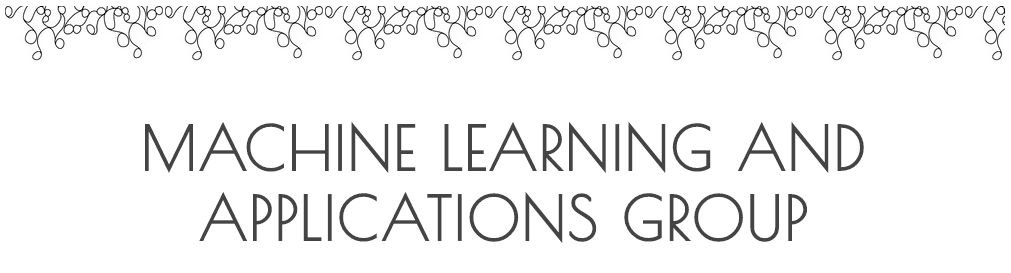 MACHINE LEARNING AND
APPLICATIONS GROUP